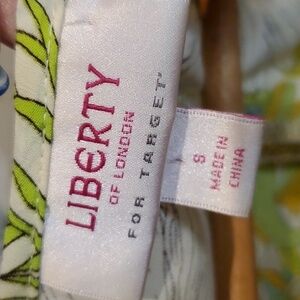 LIBERTY
OF LONDON
FOR TARGET'
S
MADE IN
CHINA